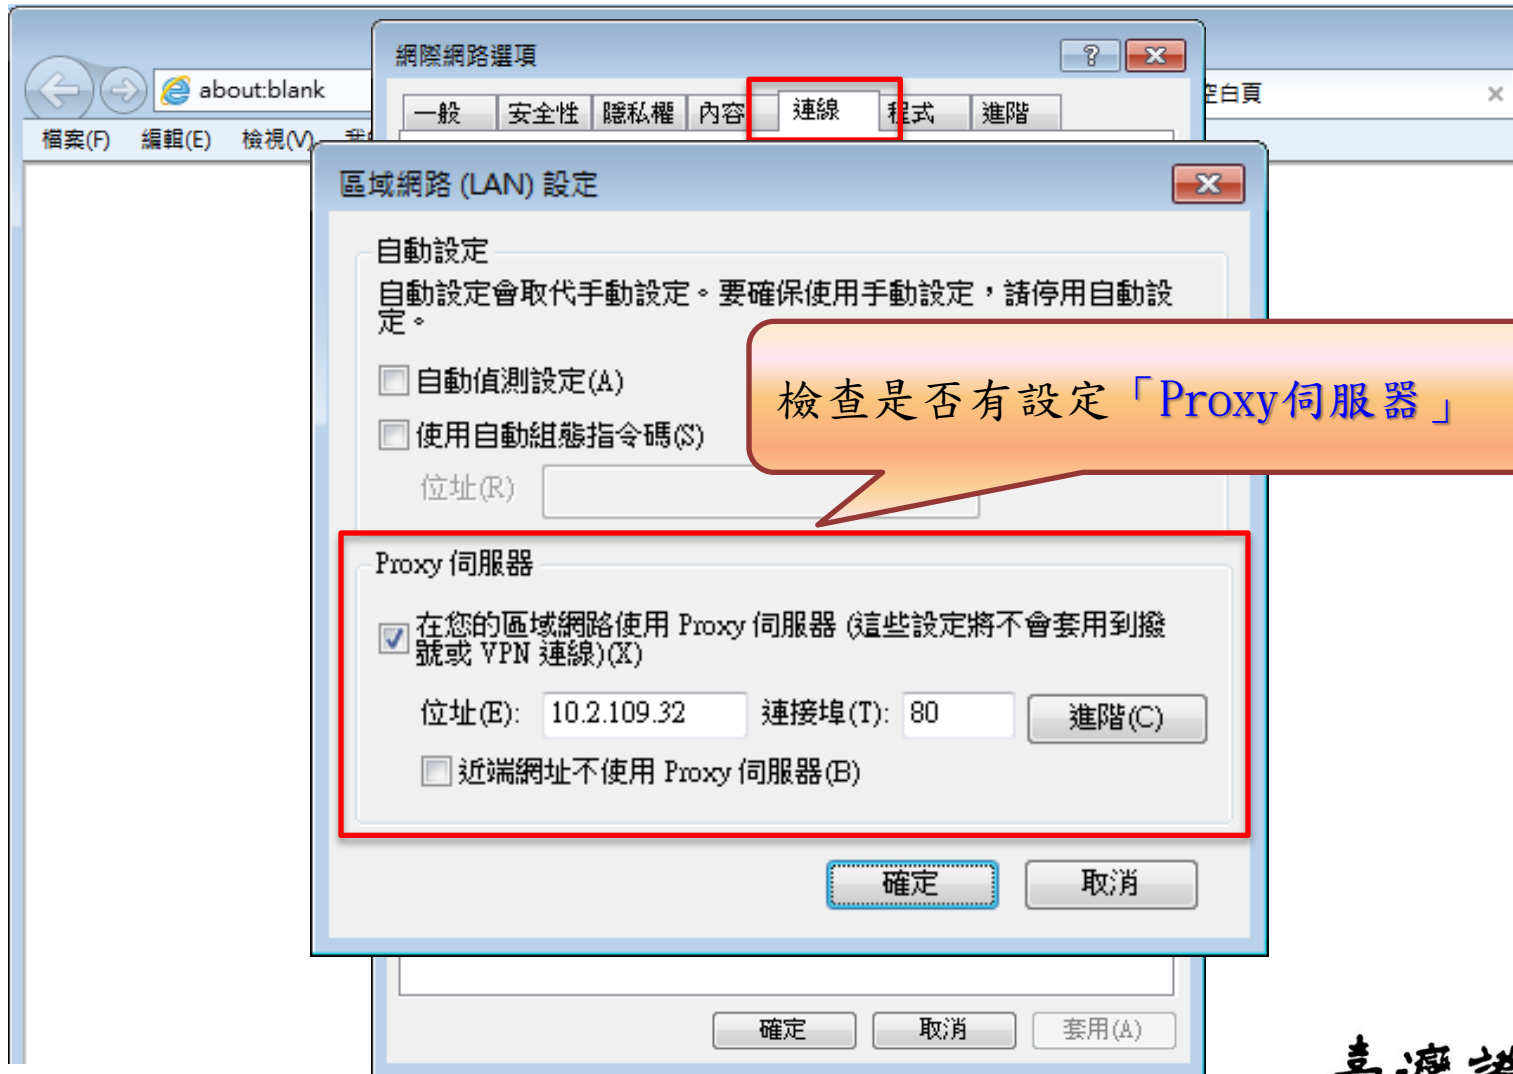 網際網路選項
about:blank
空白頁
一般 安全性 隱私權 內容 連線 程式 進階
檔案(F) 編輯(E) 檢視(V)
區域網路 (LAN) 設定
自動設定
自動設定會取代手動設定。要確保使用手動設定，請停用自動設
定。
自動偵測設定(A)
檢查是否有設定「Proxy伺服器」
使用自動組態指令碼(S)
位址(R)
Proxy 伺服器
在您的區域網路使用 Proxy 伺服器 (這些設定將不會套用到撥
號或 VPN 連線)(X)
位址(E): 10.2.109.32 連接埠(T): 80 進階(C)
近端網址不使用 Proxy 伺服器(B)
確定 取消
確定 取消 套用(A)